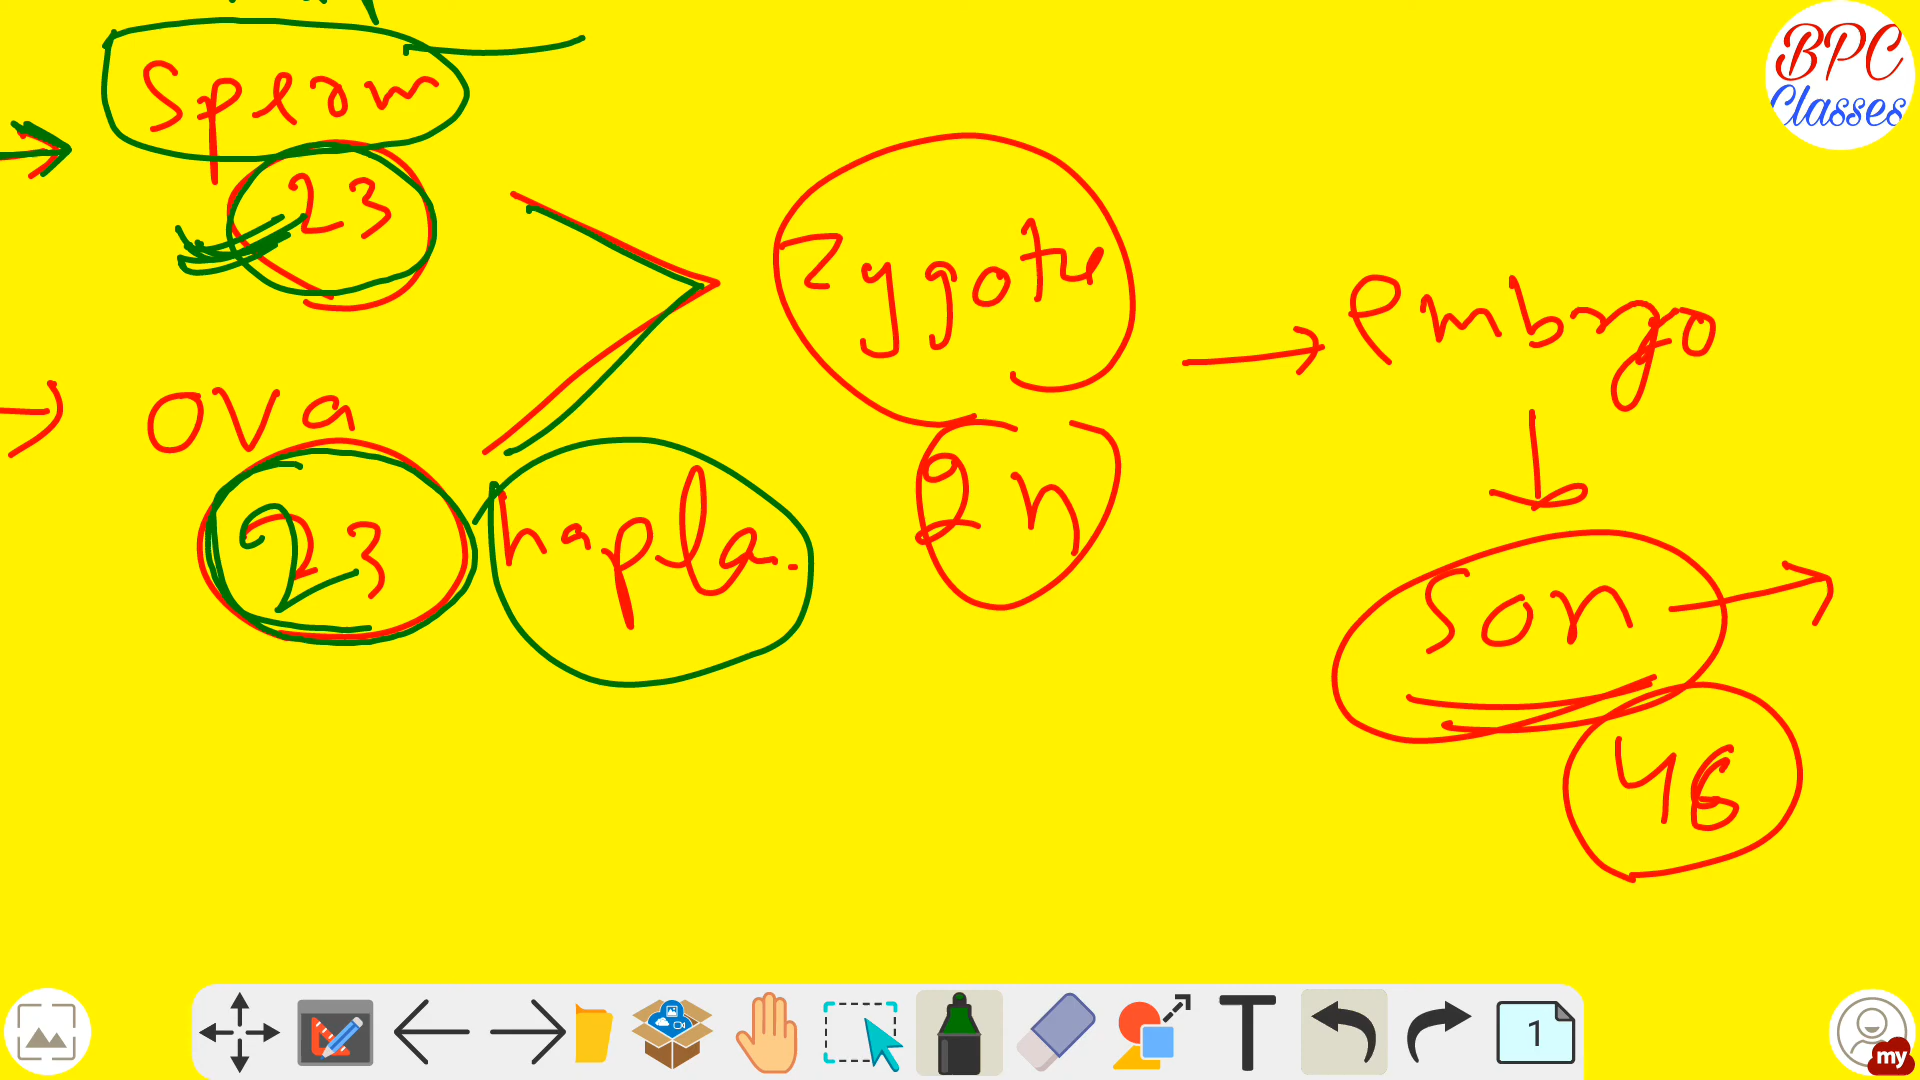 BPC
Classes
Sperm
23
Zygote
Embryo
Ova
23
hapla.
2n
Son
46
1
my